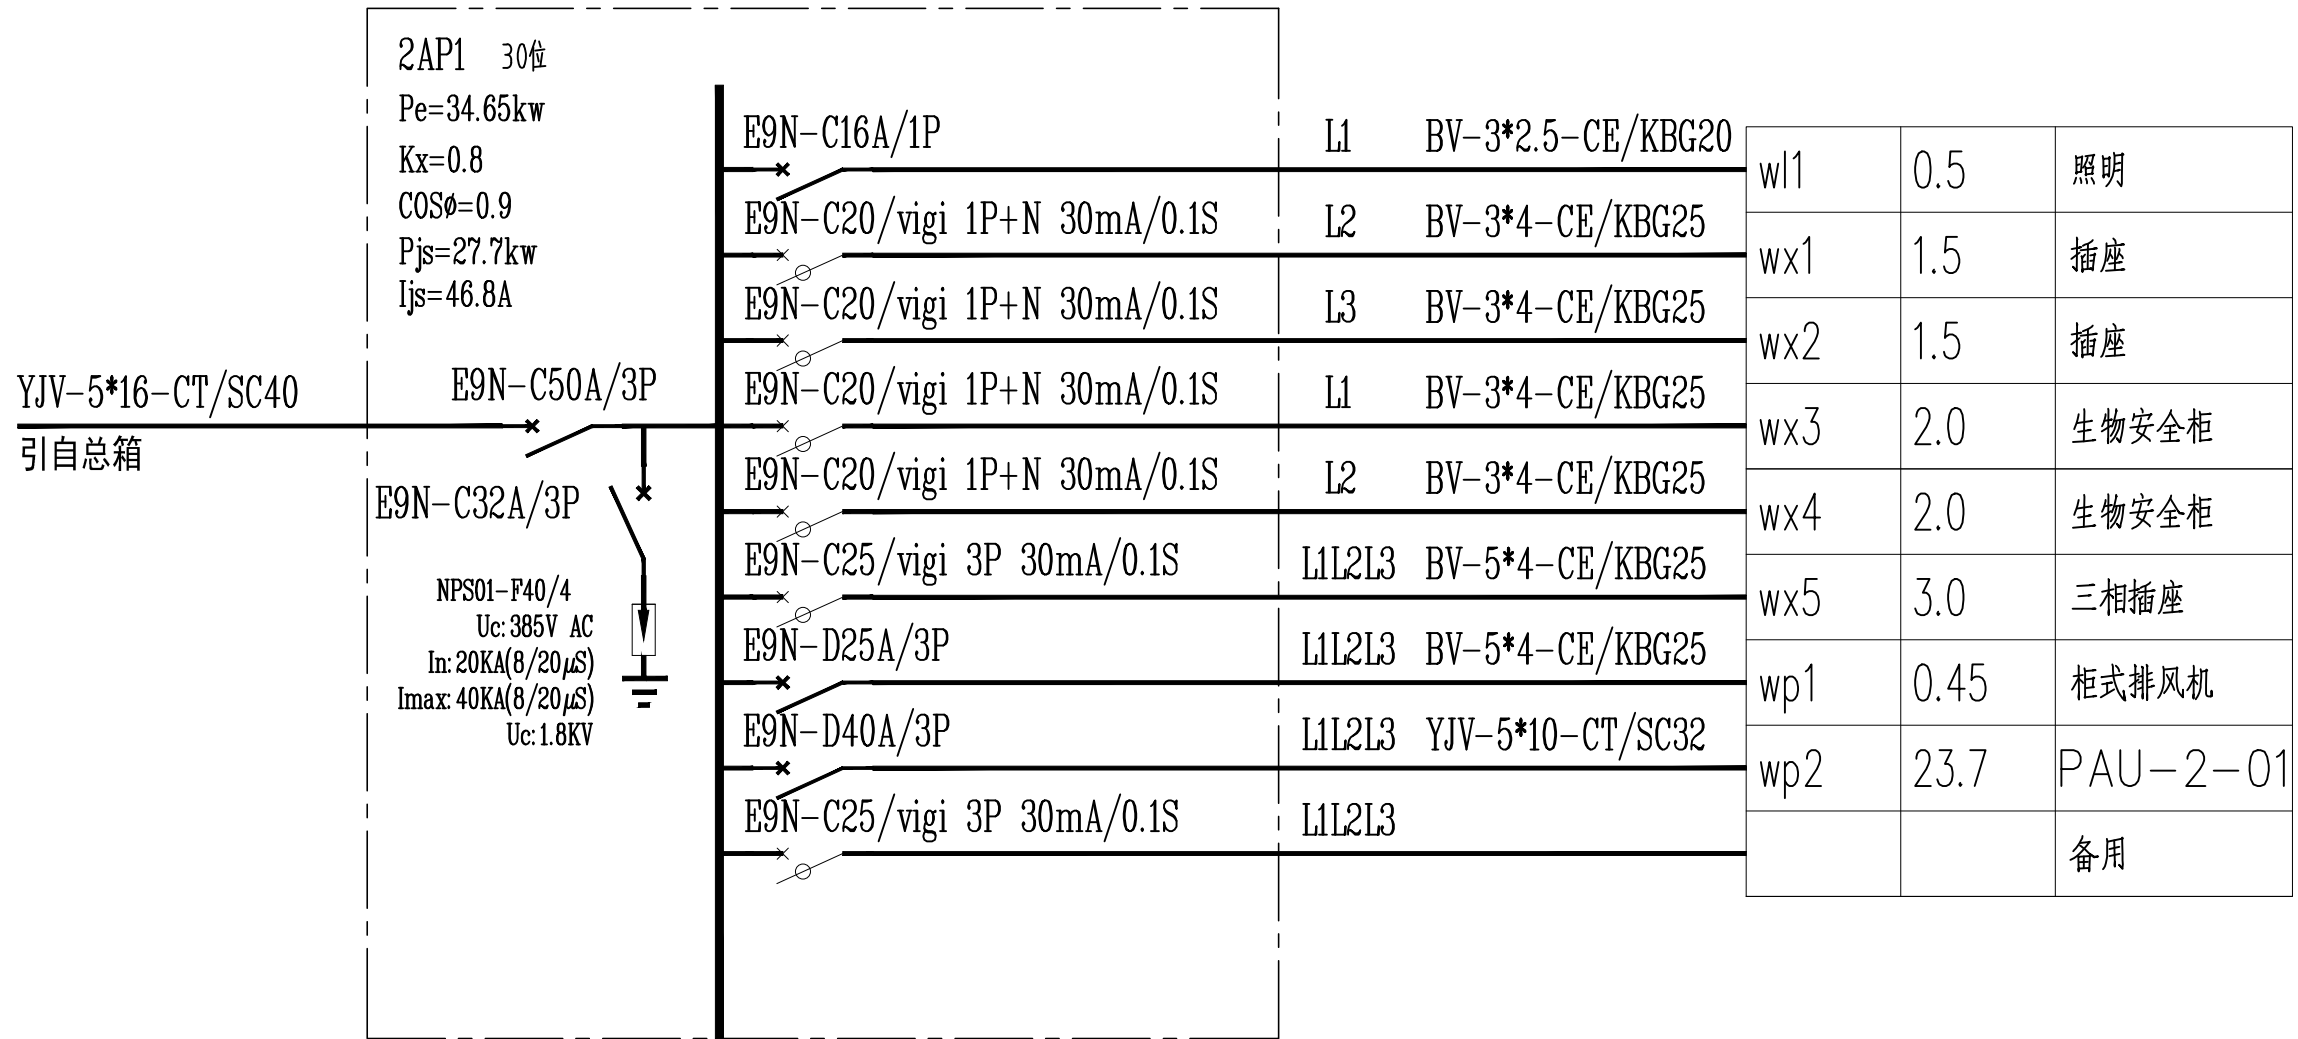 2AP1 30位
Pe=34.65kw
Kx=0.8
COSø=0.9
Pjs=27.7kw
Ijs=46.8A
YJV-5*16-CT/SC40
引自总箱
E9N-C50A/3P
E9N-C32A/3P
NPS01-F40/4
Uc:385V AC
In:20KA(8/20μS)
Imax:40KA(8/20μS)
Uc:1.8KV
E9N-C16A/1P L1 BV-3*2.5-CE/KBG20 wl1 0.5 照明
E9N-C20/vigi 1P+N 30mA/0.1S L2 BV-3*4-CE/KBG25 wx1 1.5 插座
E9N-C20/vigi 1P+N 30mA/0.1S L3 BV-3*4-CE/KBG25 wx2 1.5 插座
E9N-C20/vigi 1P+N 30mA/0.1S L1 BV-3*4-CE/KBG25 wx3 2.0 生物安全柜
E9N-C20/vigi 1P+N 30mA/0.1S L2 BV-3*4-CE/KBG25 wx4 2.0 生物安全柜
E9N-C25/vigi 3P 30mA/0.1S L1L2L3 BV-5*4-CE/KBG25 wx5 3.0 三相插座
E9N-D25A/3P L1L2L3 BV-5*4-CE/KBG25 wp1 0.45 柜式排风机
E9N-D40A/3P L1L2L3 YJV-5*10-CT/SC32 wp2 23.7 PAU-2-01
E9N-C25/vigi 3P 30mA/0.1S L1L2L3 备用